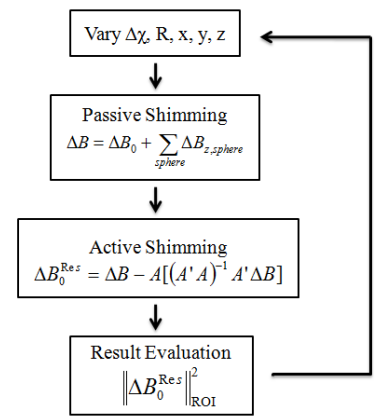 Vary Δχ, R, x, y, z
Passive Shimming
ΔB = ΔB₀ + ∑ ΔB_z,sphere
sphere
Active Shimming
ΔB₀^Res = ΔB − A[(A'A)⁻¹ A'ΔB]
Result Evaluation
‖ΔB₀^Res‖²_ROI